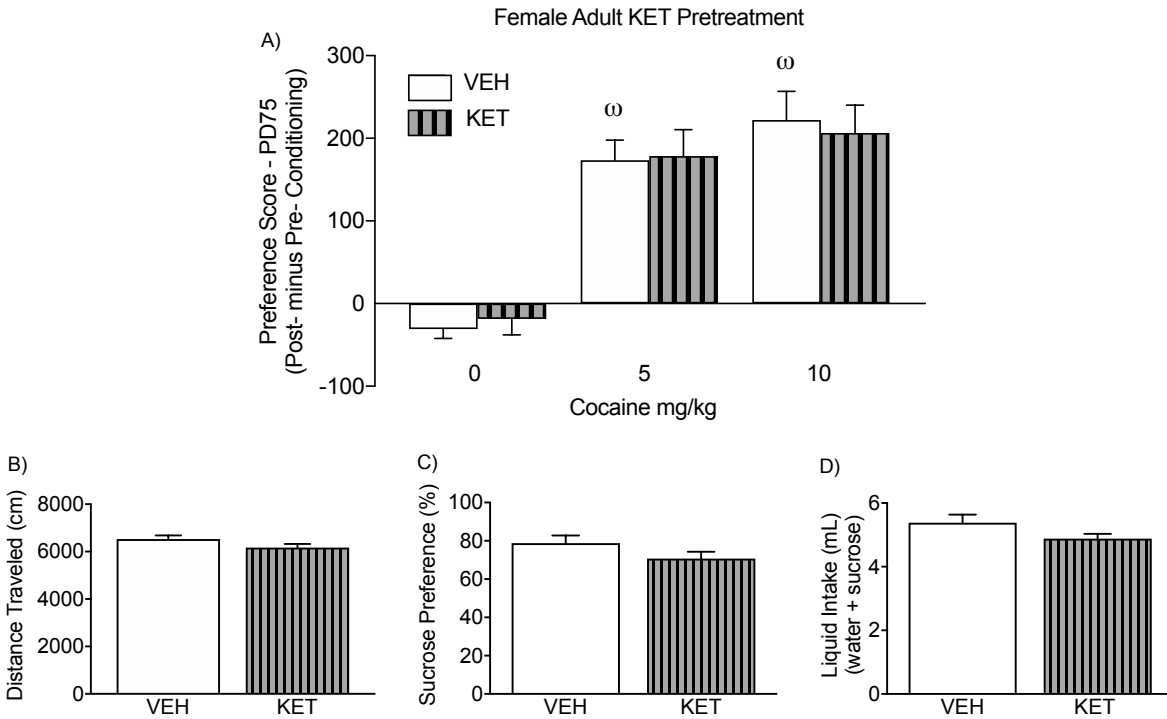 Female Adult KET Pretreatment
A)
Preference Score - PD75
(Post- minus Pre- Conditioning)
300
200
100
0
-100
VEH
KET
ω
ω
0
5
10
Cocaine mg/kg
B)
Distance Traveled (cm)
8000
6000
4000
2000
0
VEH
KET
C)
Sucrose Preference (%)
100
80
60
40
20
0
VEH
KET
D)
Liquid Intake (mL)
(water + sucrose)
6
4
2
0
VEH
KET